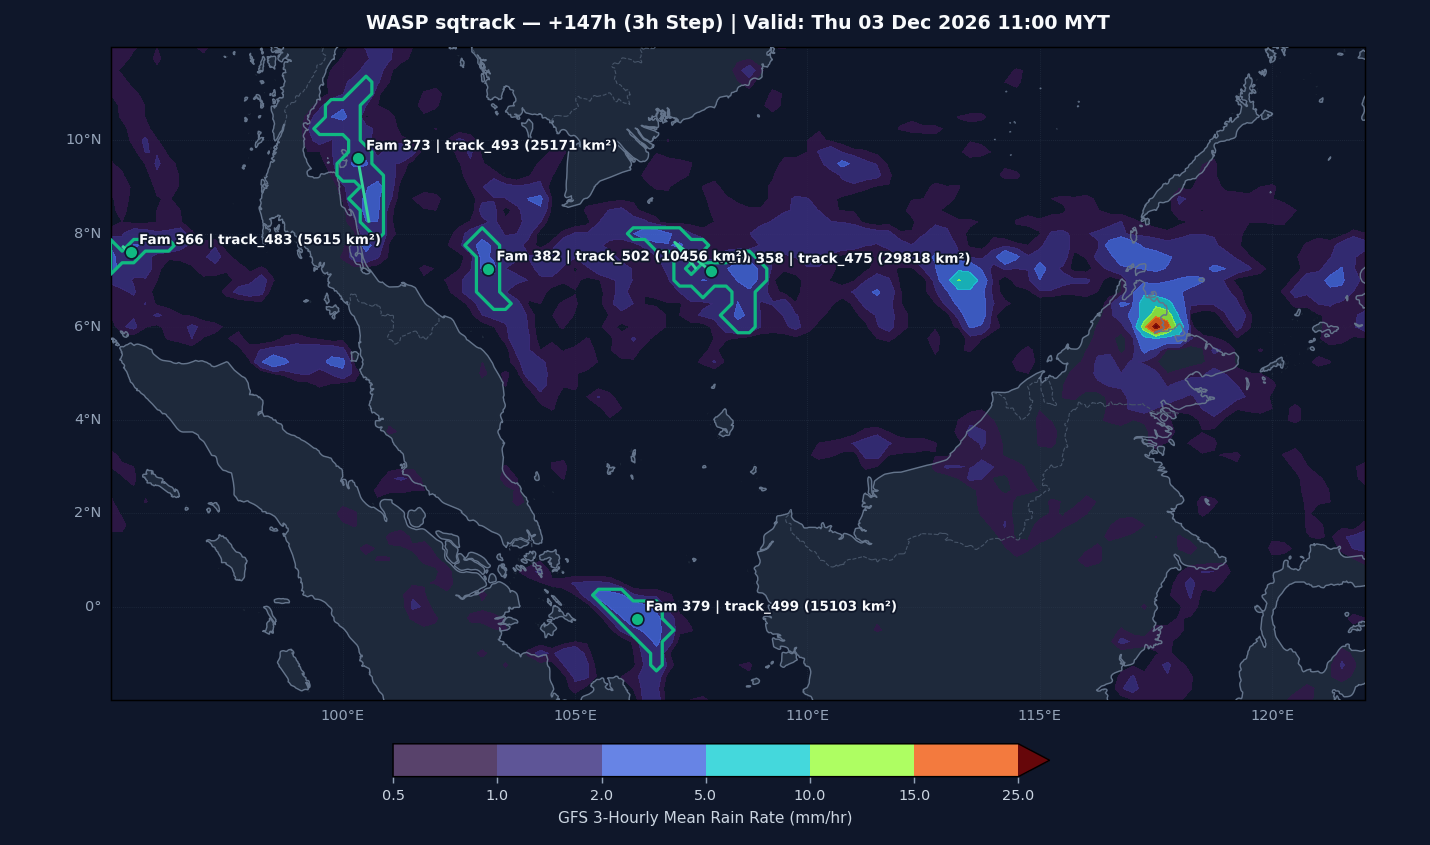 WASP sqtrack — +147h (3h Step) | Valid: Thu 03 Dec 2026 11:00 MYT
10°N
8°N
6°N
4°N
2°N
0°
Fam 373 | track_493 (25171 km²)
Fam 366 | track_483 (5615 km²)
Fam 382 | track_502 (10456 km²)
358 | track_475 (29818 km²)
Fam 379 | track_499 (15103 km²)
100°E 105°E 110°E 115°E 120°E
0.5 1.0 2.0 5.0 10.0 15.0 25.0
GFS 3-Hourly Mean Rain Rate (mm/hr)